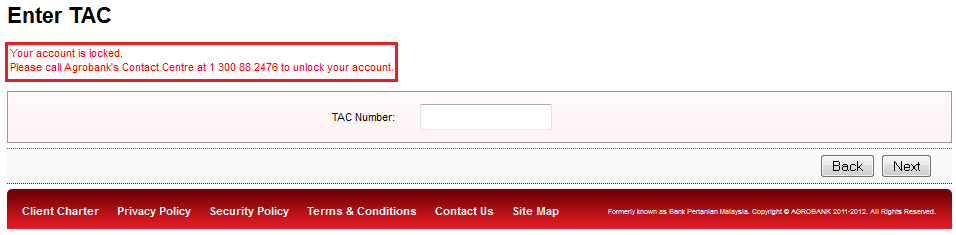 Enter TAC
Your account is locked.
Please call Agrobank's Contact Centre at 1 300 88 2476 to unlock your account.
TAC Number:
Back Next
Client Charter Privacy Policy Security Policy Terms & Conditions Contact Us Site Map Formerly known as Bank Pertanian Malaysia. Copyright © AGROBANK 2011-2012. All Rights Reserved.